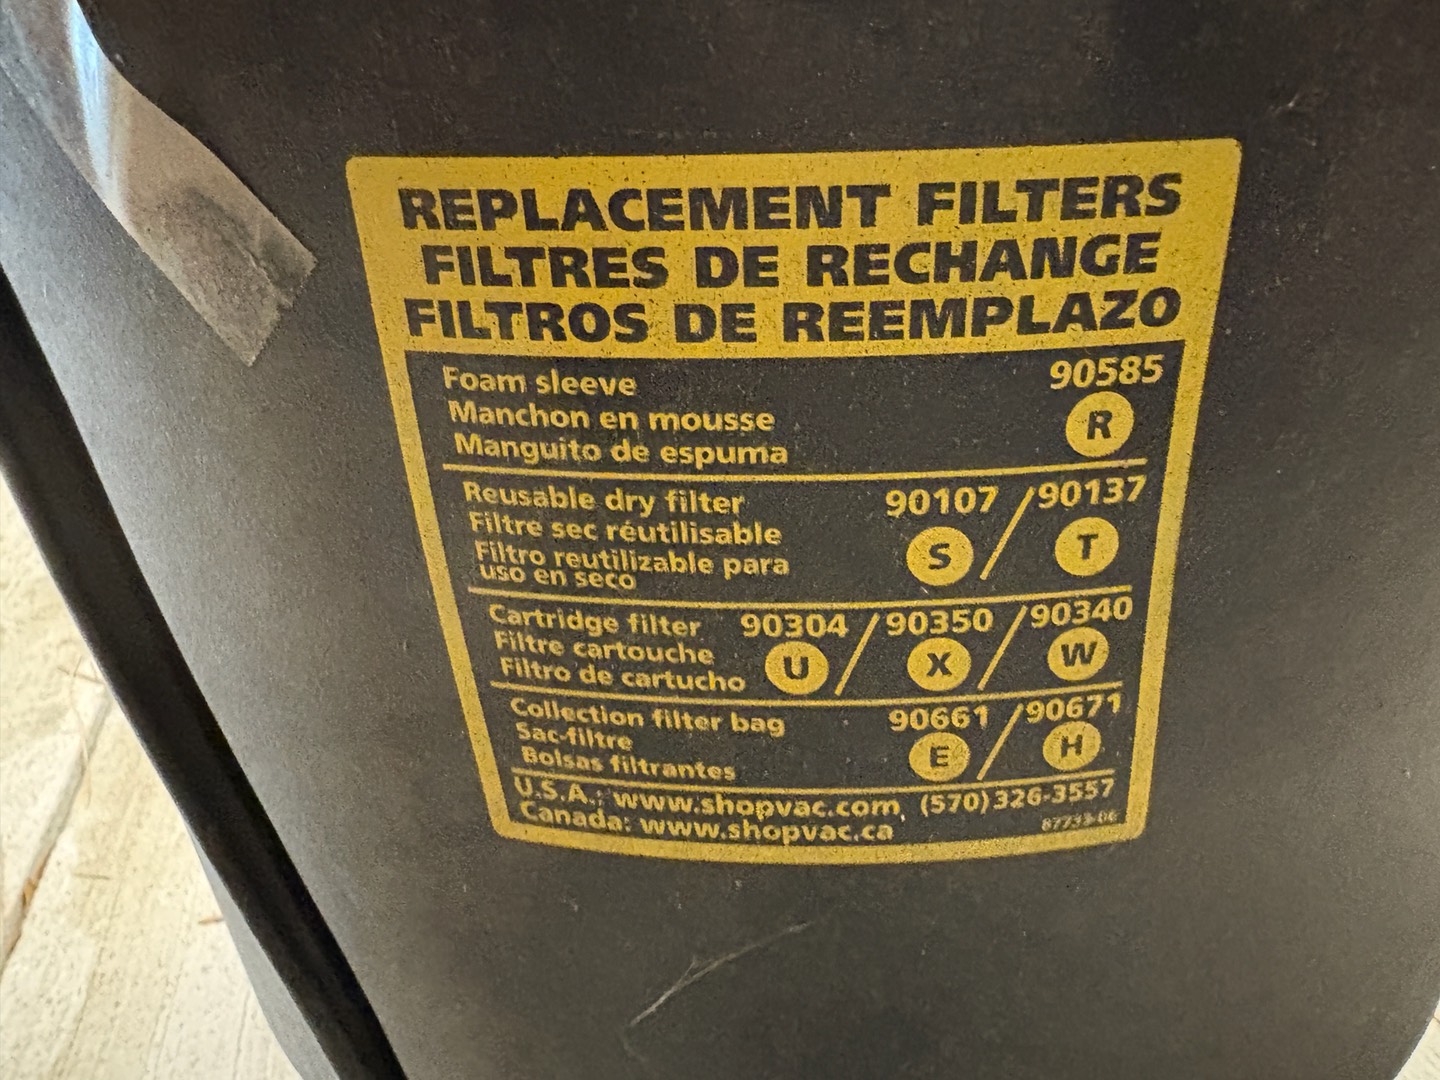 REPLACEMENT FILTERS
FILTRES DE RECHANGE
FILTROS DE REEMPLAZO
Foam sleeve 90585
Manchon en mousse R
Manguito de espuma
Reusable dry filter 90107 / 90137
Filtre sec réutilisable S / T
Filtro reutilizable para
uso en seco
Cartridge filter 90304 / 90350 / 90340
Filtre cartouche U / X / W
Filtro de cartucho
Collection filter bag 90661 / 90671
Sac-filtre E / H
Bolsas filtrantes
U.S.A.: www.shopvac.com, (570) 326-3557
Canada: www.shopvac.ca 87733-06